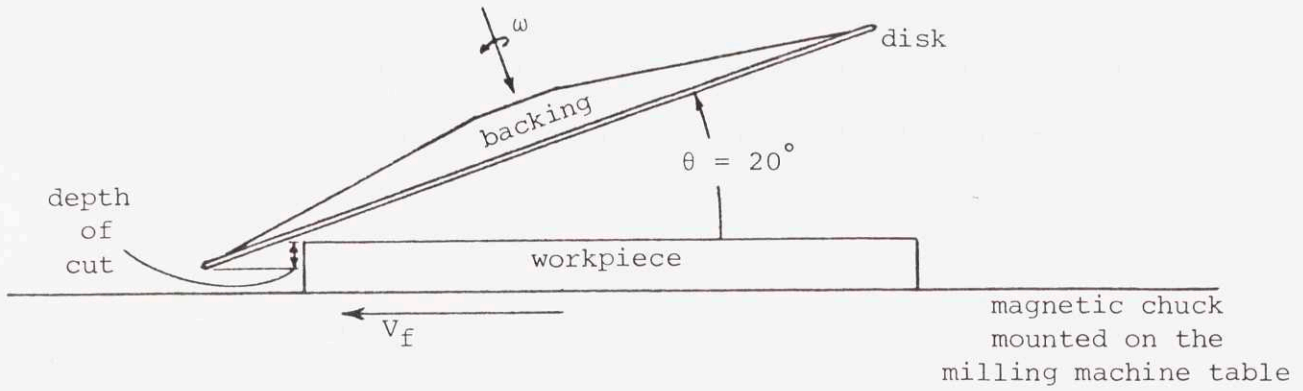 ω
disk
backing
θ = 20°
depth
of
cut
workpiece
V_f
magnetic chuck
mounted on the
milling machine table